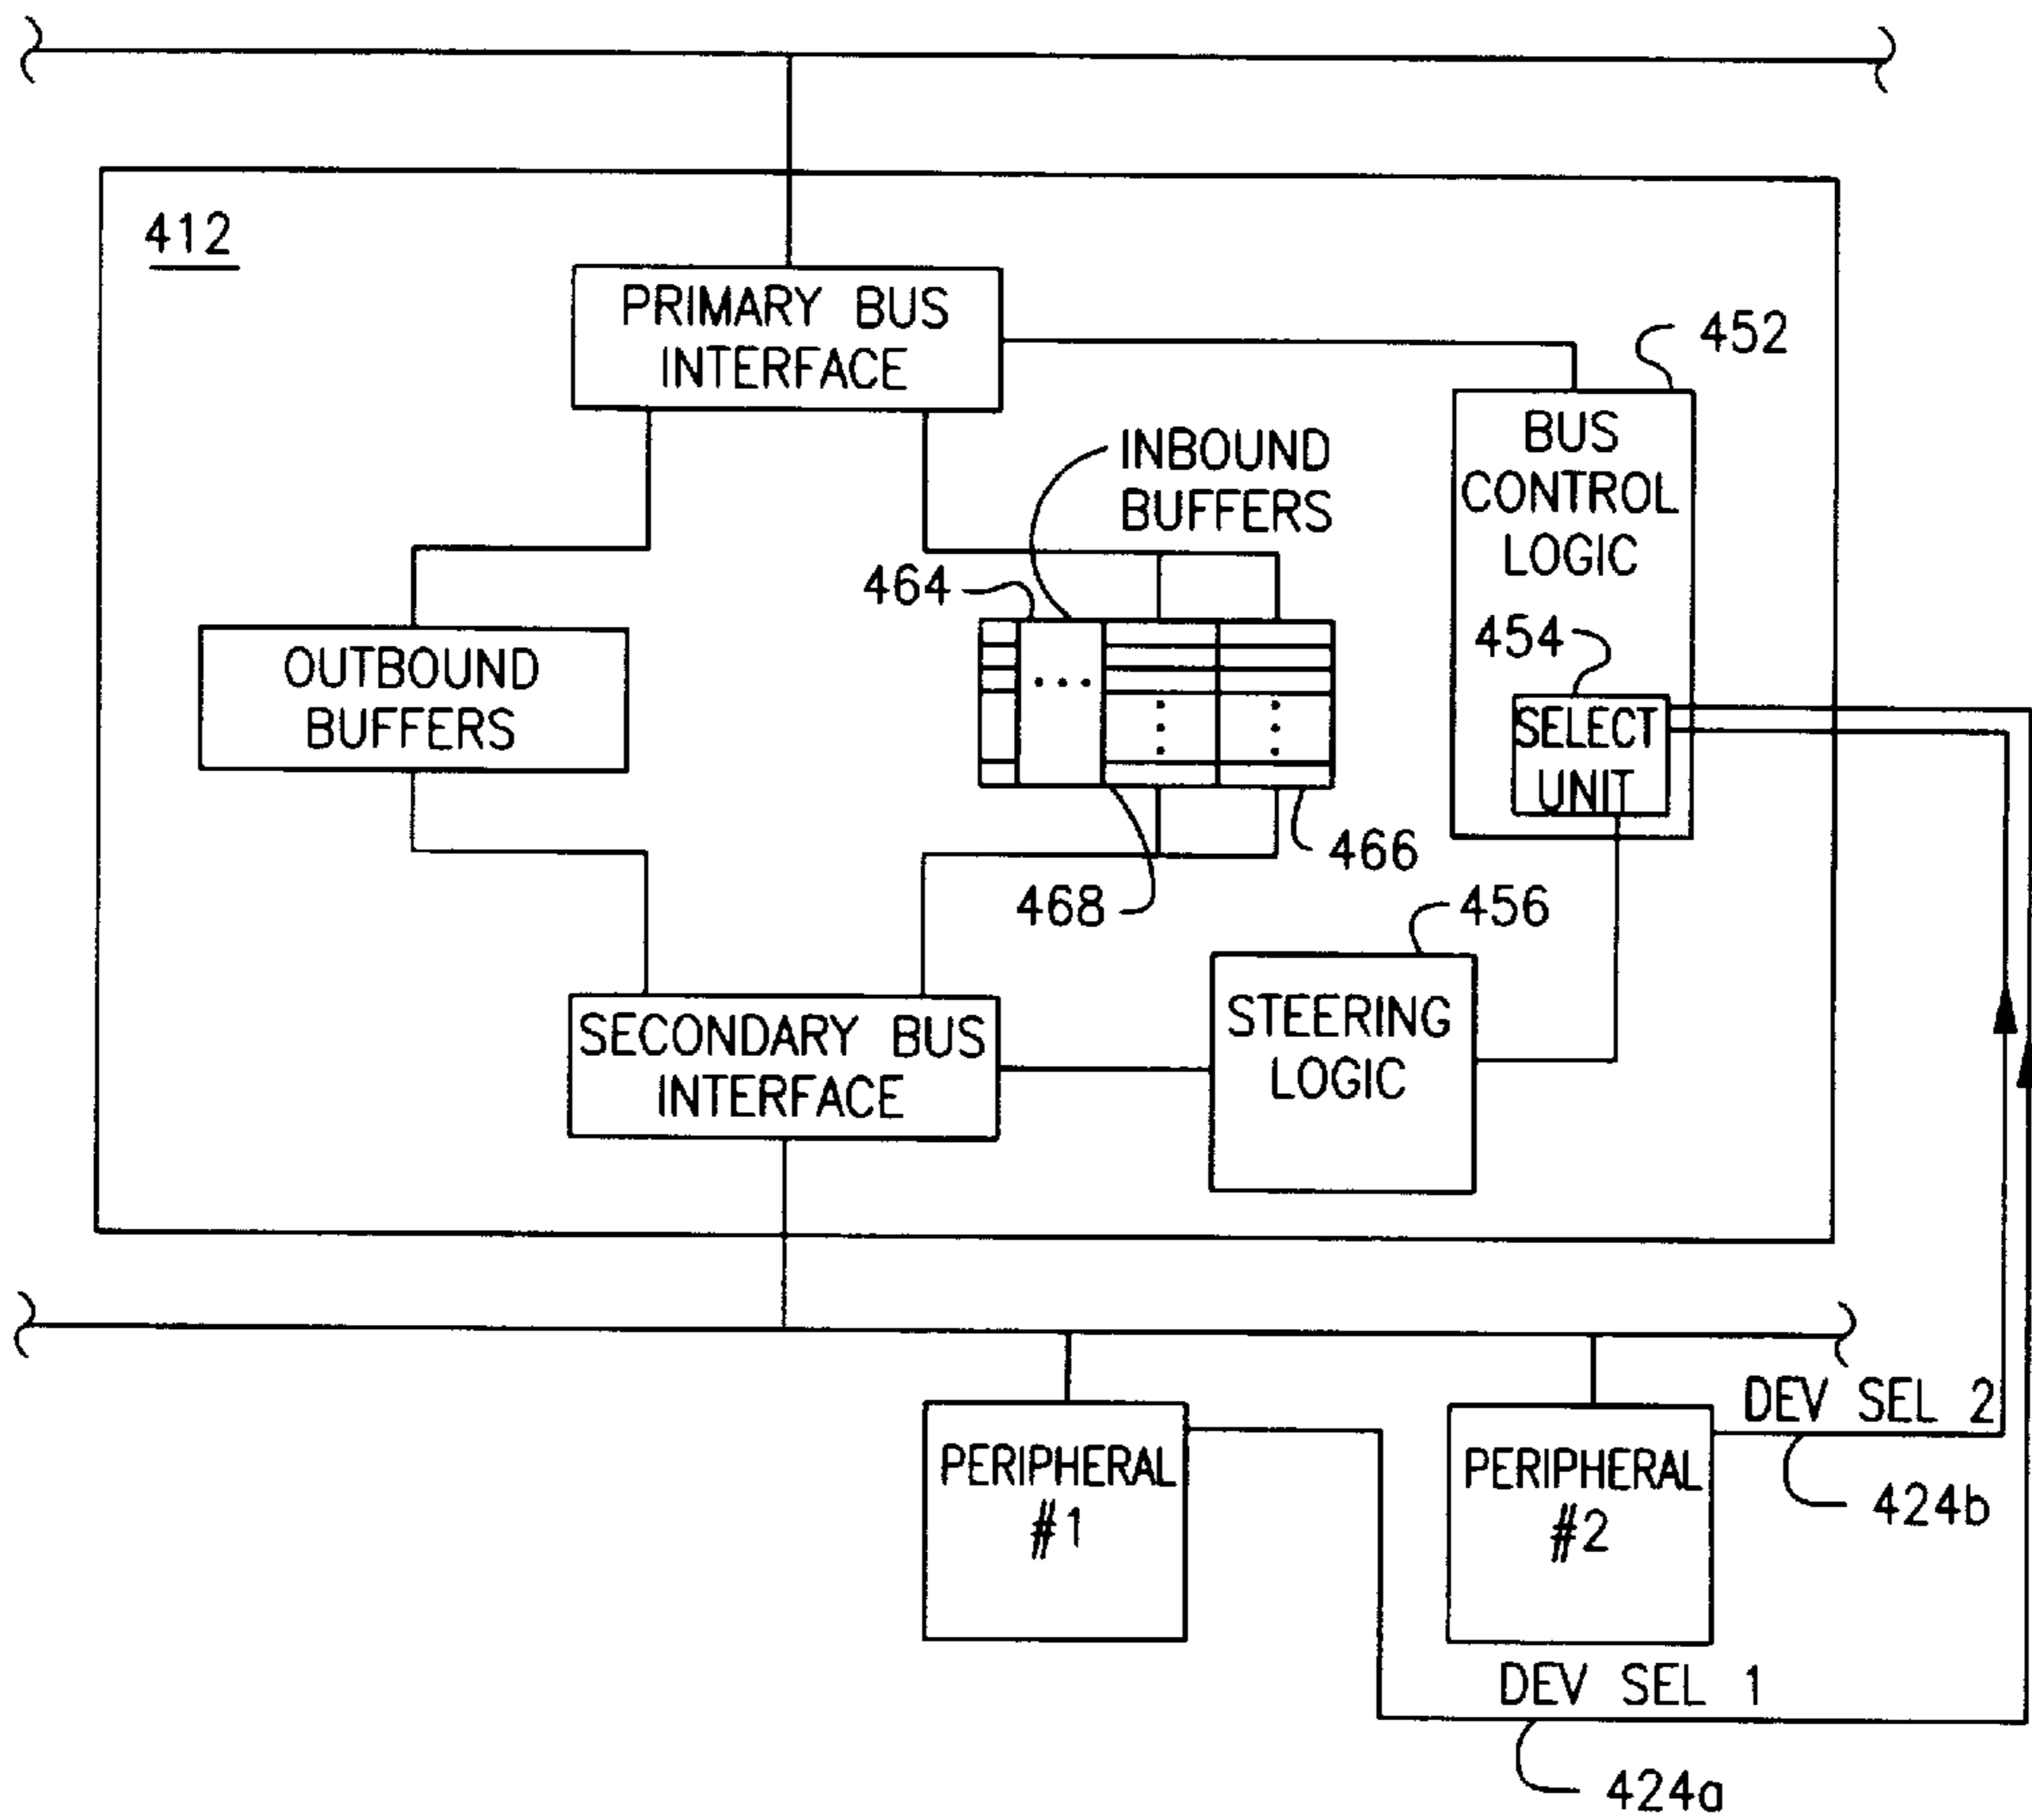 412
PRIMARY BUS
INTERFACE
452
BUS
CONTROL
LOGIC
INBOUND
BUFFERS
464
454
SELECT
UNIT
OUTBOUND
BUFFERS
466
468
456
STEERING
LOGIC
SECONDARY BUS
INTERFACE
DEV SEL 2
PERIPHERAL
#1
PERIPHERAL
#2
424b
DEV SEL 1
424a